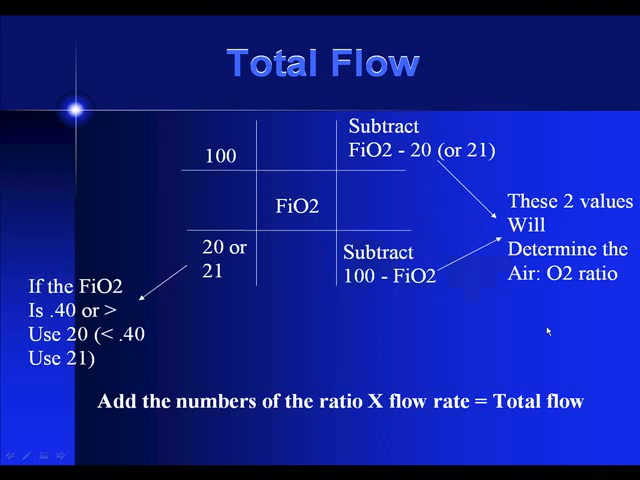 Total Flow
100
Subtract
FiO2 - 20 (or 21)
FiO2
These 2 values
Will
Determine the
Air: O2 ratio
20 or
21
Subtract
100 - FiO2
If the FiO2
Is .40 or >
Use 20 (< .40
Use 21)
Add the numbers of the ratio X flow rate = Total flow